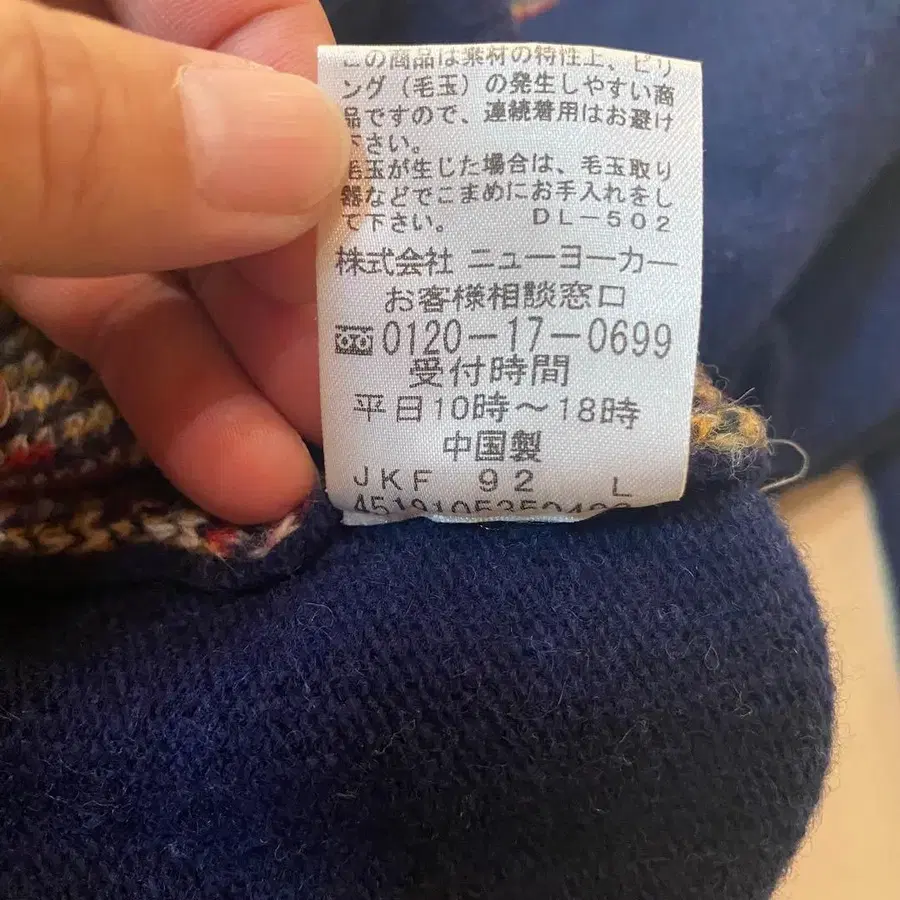 この商品は素材の特性上、ピリ
ング（毛玉）の発生しやすい商
品ですので、連続着用はお避け
下さい。
毛玉が生じた場合は、毛玉取り
器などでこまめにお手入れをし
て下さい。 DL-502
株式会社 ニューヨーカー
お客様相談窓口
0120-17-0699
受付時間
平日10時〜18時
中国製
JKF 92 L